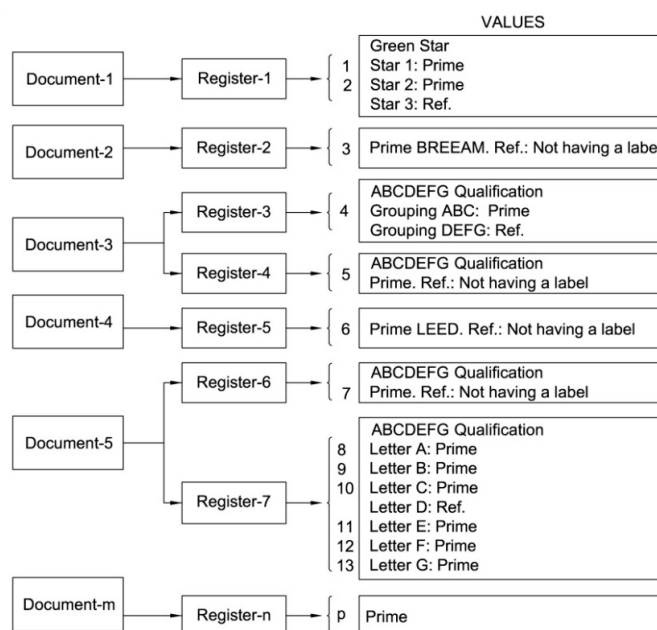 VALUES
Document-1
Register-1
1
2
Green Star
Star 1: Prime
Star 2: Prime
Star 3: Ref.
Document-2
Register-2
3
Prime BREEAM. Ref.: Not having a label
Document-3
Register-3
4
ABCDEFG Qualification
Grouping ABC: Prime
Grouping DEFG: Ref.
Register-4
5
ABCDEFG Qualification
Prime. Ref.: Not having a label
Document-4
Register-5
6
Prime LEED. Ref.: Not having a label
Document-5
Register-6
7
ABCDEFG Qualification
Prime. Ref.: Not having a label
Register-7
ABCDEFG Qualification
8 Letter A: Prime
9 Letter B: Prime
10 Letter C: Prime
Letter D: Ref.
11 Letter E: Prime
12 Letter F: Prime
13 Letter G: Prime
Document-m
Register-n
p
Prime